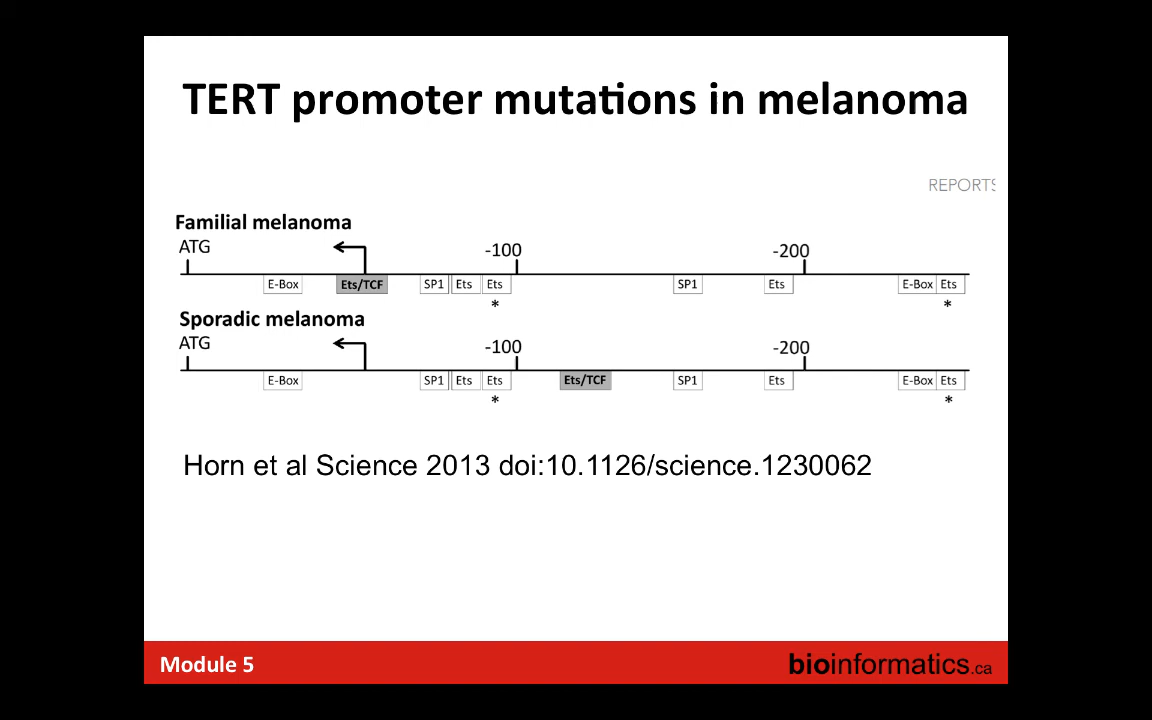 TERT promoter mutations in melanoma
REPORTS
Familial melanoma
ATG -100 -200
E-Box Ets/TCF SP1 Ets Ets SP1 Ets E-Box Ets
* *
Sporadic melanoma
ATG -100 -200
E-Box SP1 Ets Ets Ets/TCF SP1 Ets E-Box Ets
* *
Horn et al Science 2013 doi:10.1126/science.1230062
Module 5 bioinformatics.ca